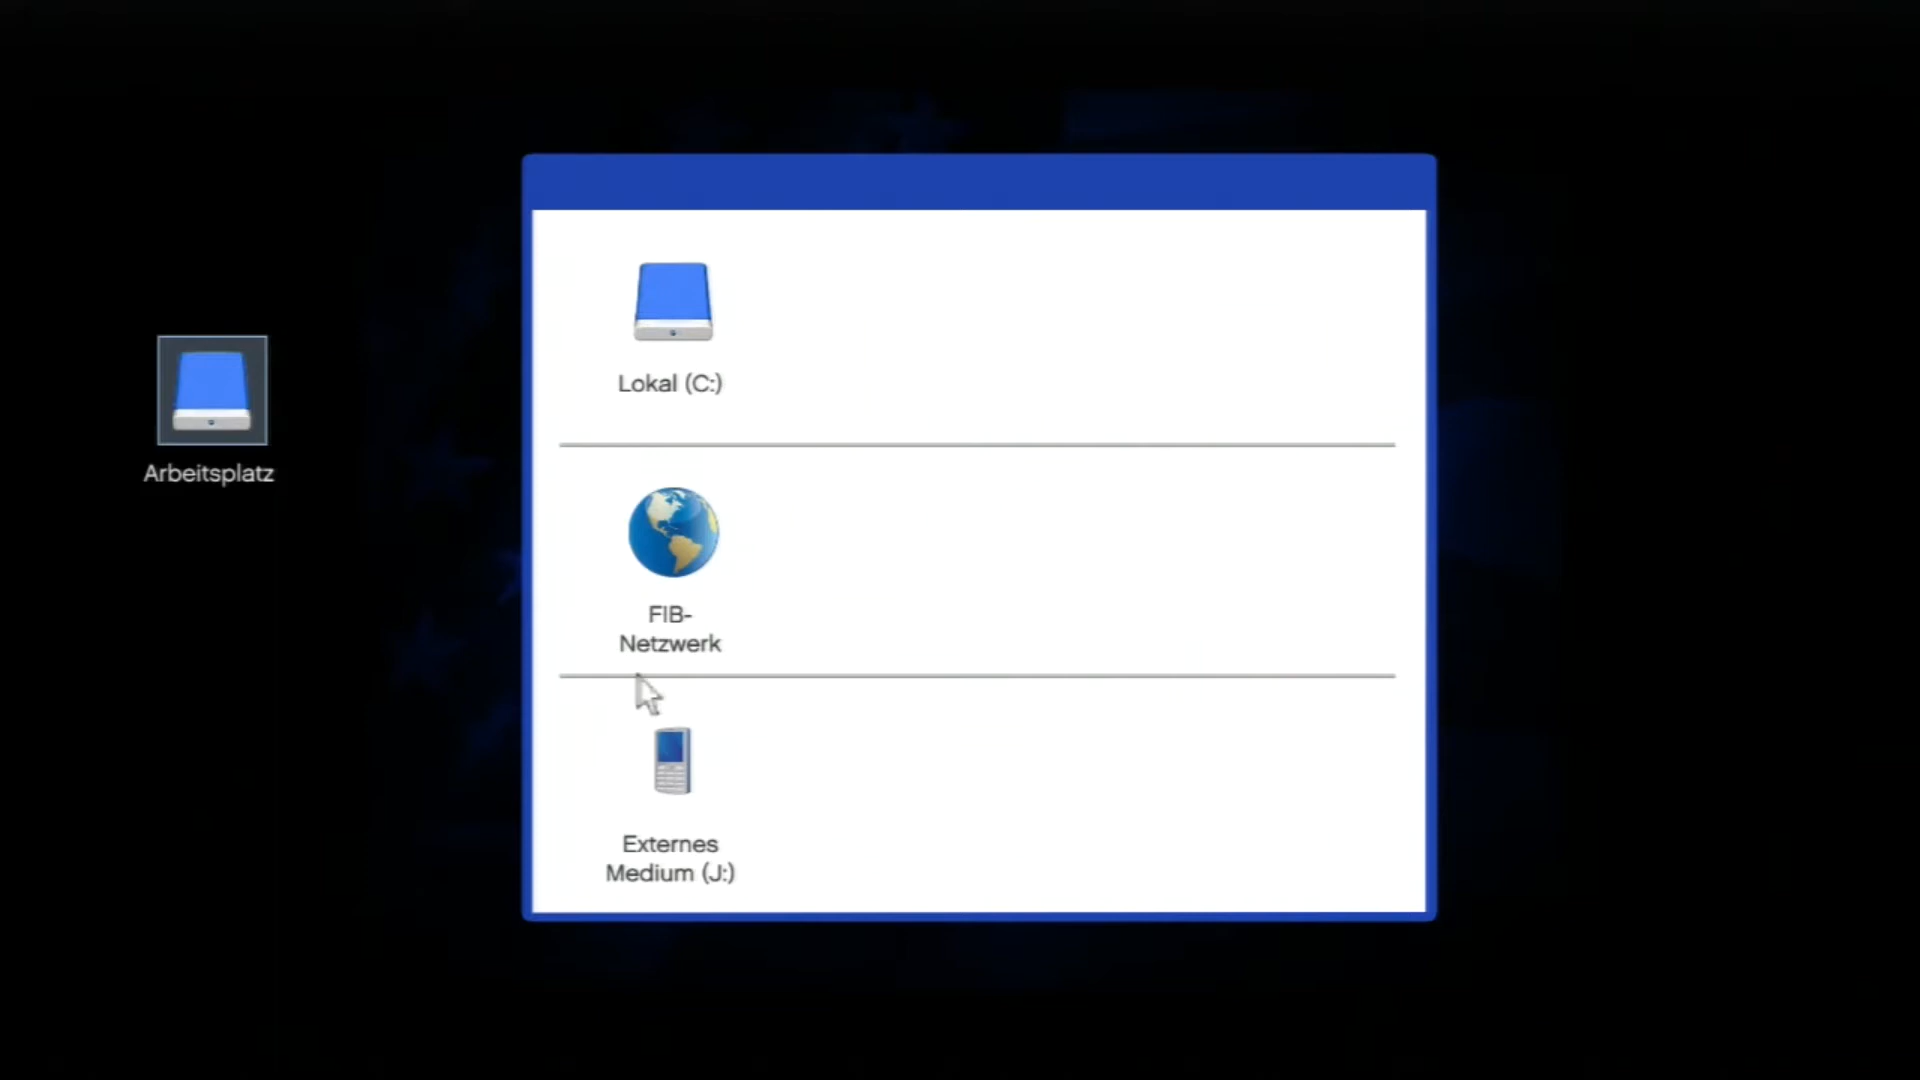 Arbeitsplatz
Lokal (C:)
FIB-
Netzwerk
Externes
Medium (J:)